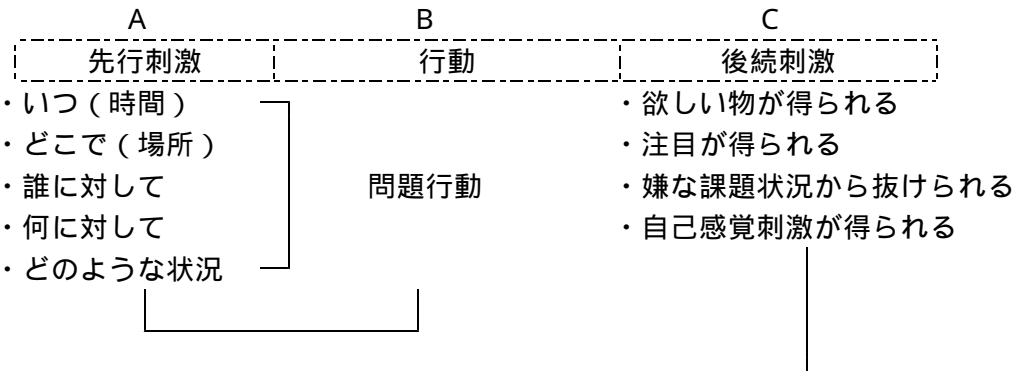 A B C
先行刺激 行動 後続刺激
・いつ（時間） ・欲しい物が得られる
・どこで（場所） ・注目が得られる
・誰に対して 問題行動 ・嫌な課題状況から抜けられる
・何に対して ・自己感覚刺激が得られる
・どのような状況